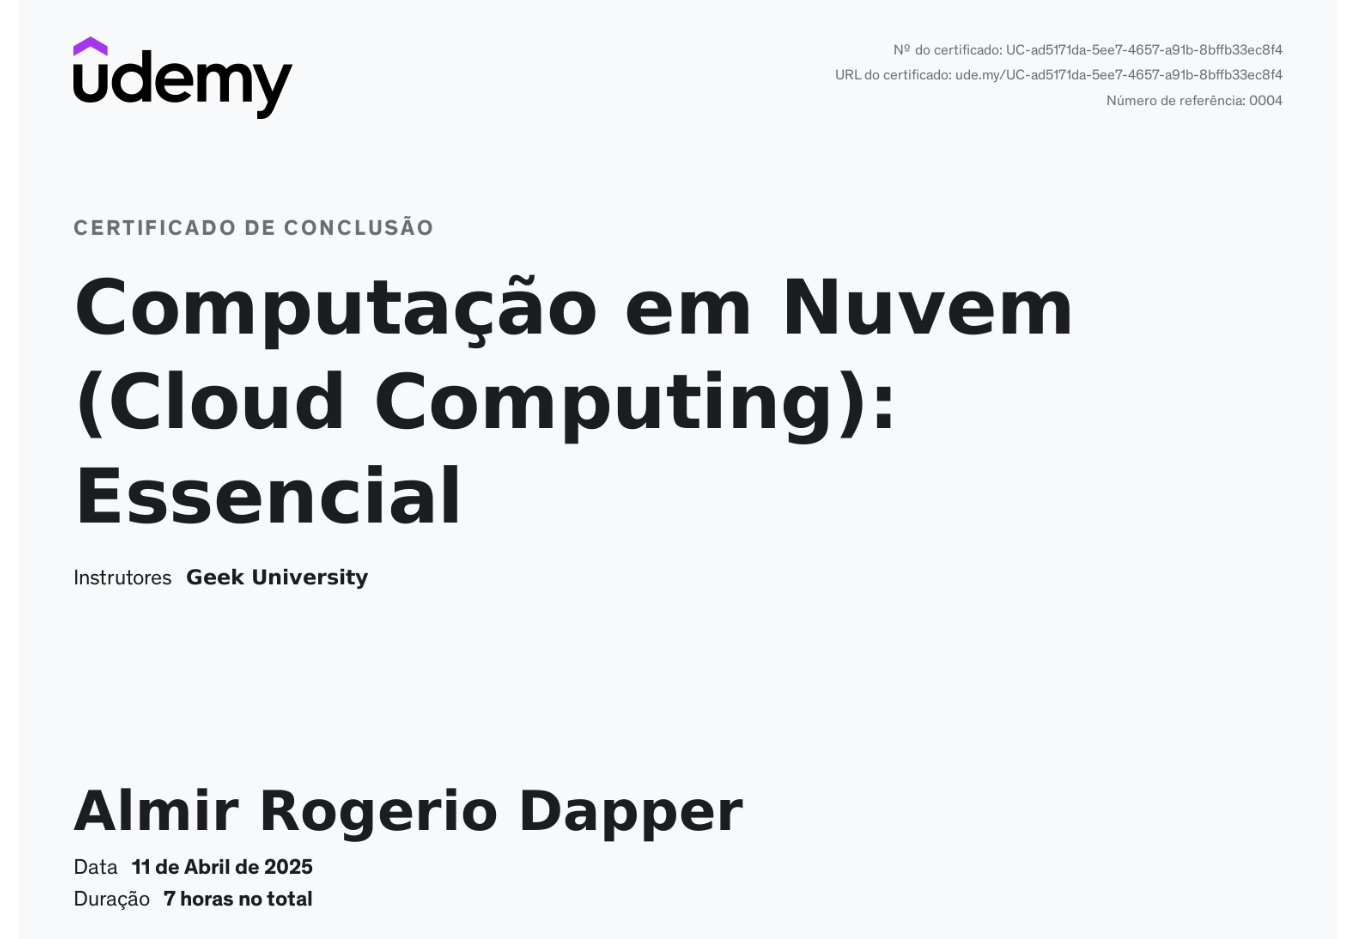 udemy
Nº do certificado: UC-ad5171da-5ee7-4657-a91b-8bffb33ec8f4
URL do certificado: ude.my/UC-ad5171da-5ee7-4657-a91b-8bffb33ec8f4
Número de referência: 0004
CERTIFICADO DE CONCLUSÃO
Computação em Nuvem
(Cloud Computing):
Essencial
Instrutores Geek University
Almir Rogerio Dapper
Data 11 de Abril de 2025
Duração 7 horas no total